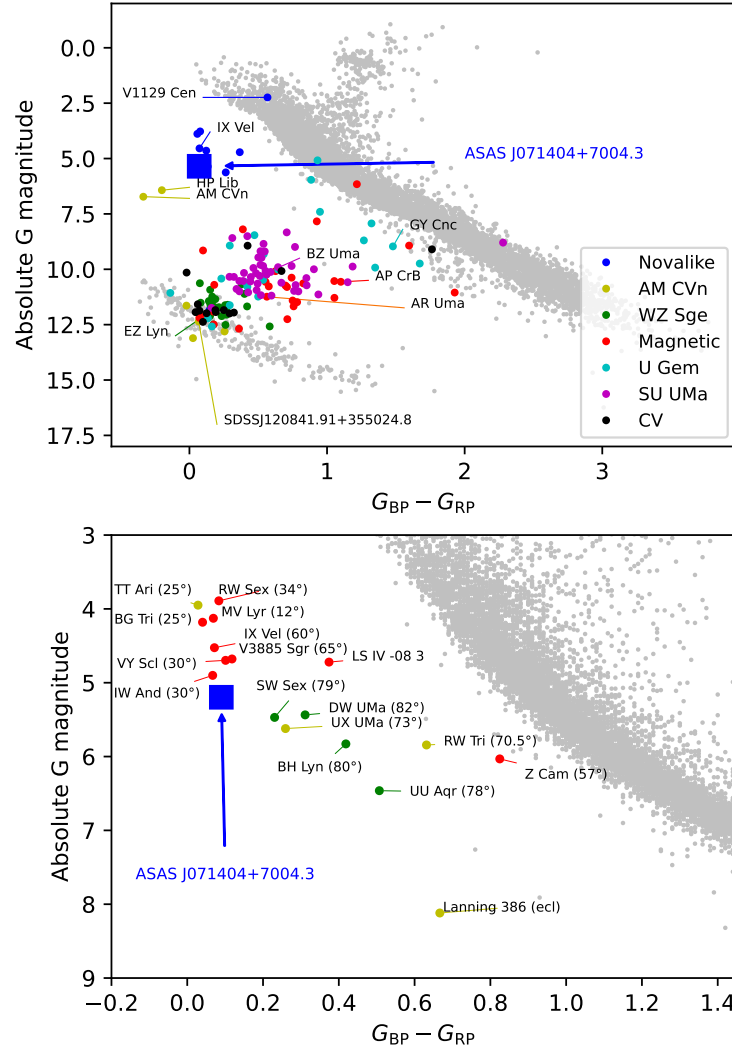 0.0
2.5
5.0
7.5
10.0
12.5
15.0
17.5
Absolute G magnitude
V1129 Cen
IX Vel
ASAS J071404+7004.3
HP Lib
AM CVn
GY Cnc
BZ Uma
AP CrB
AR Uma
EZ Lyn
SDSSJ120841.91+355024.8
Novalike
AM CVn
WZ Sge
Magnetic
U Gem
SU UMa
CV
0 1 2 3
G_BP − G_RP
3
4
5
6
7
8
9
Absolute G magnitude
TT Ari (25°)
RW Sex (34°)
BG Tri (25°)
MV Lyr (12°)
IX Vel (60°)
V3885 Sgr (65°)
VY Scl (30°)
LS IV -08 3
IW And (30°)
SW Sex (79°)
DW UMa (82°)
UX UMa (73°)
RW Tri (70.5°)
BH Lyn (80°)
Z Cam (57°)
UU Aqr (78°)
ASAS J071404+7004.3
Lanning 386 (ecl)
−0.2 0.0 0.2 0.4 0.6 0.8 1.0 1.2 1.4
G_BP − G_RP